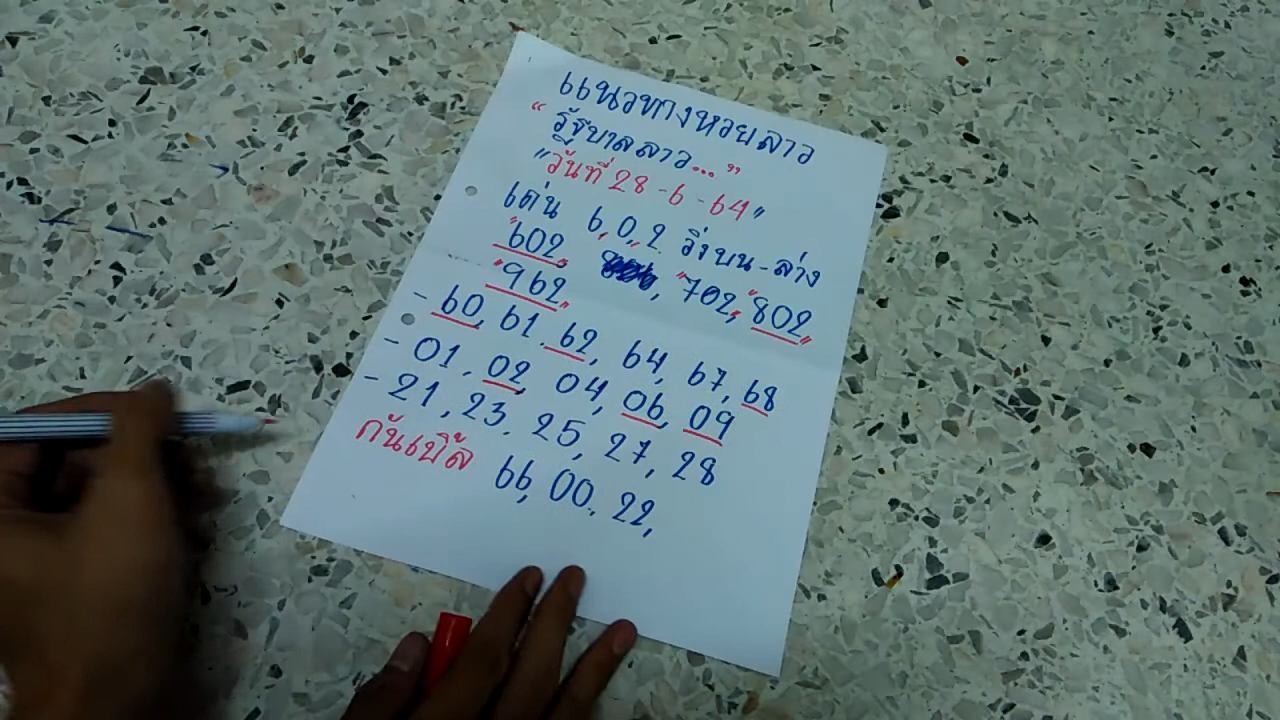 แนวทางหวยลาว
"รัฐบาลลาว..."
"วันที่ 28-6-64"
เด่น 6,0,2 วิ่งบน-ล่าง
"602" , "702", "802"
"962"
- 60, 61. 62, 64, 67, 68
- 01. 02, 04, 06, 09
- 21, 23. 25, 27, 28
กันเบิ้ล 66, 00., 22,